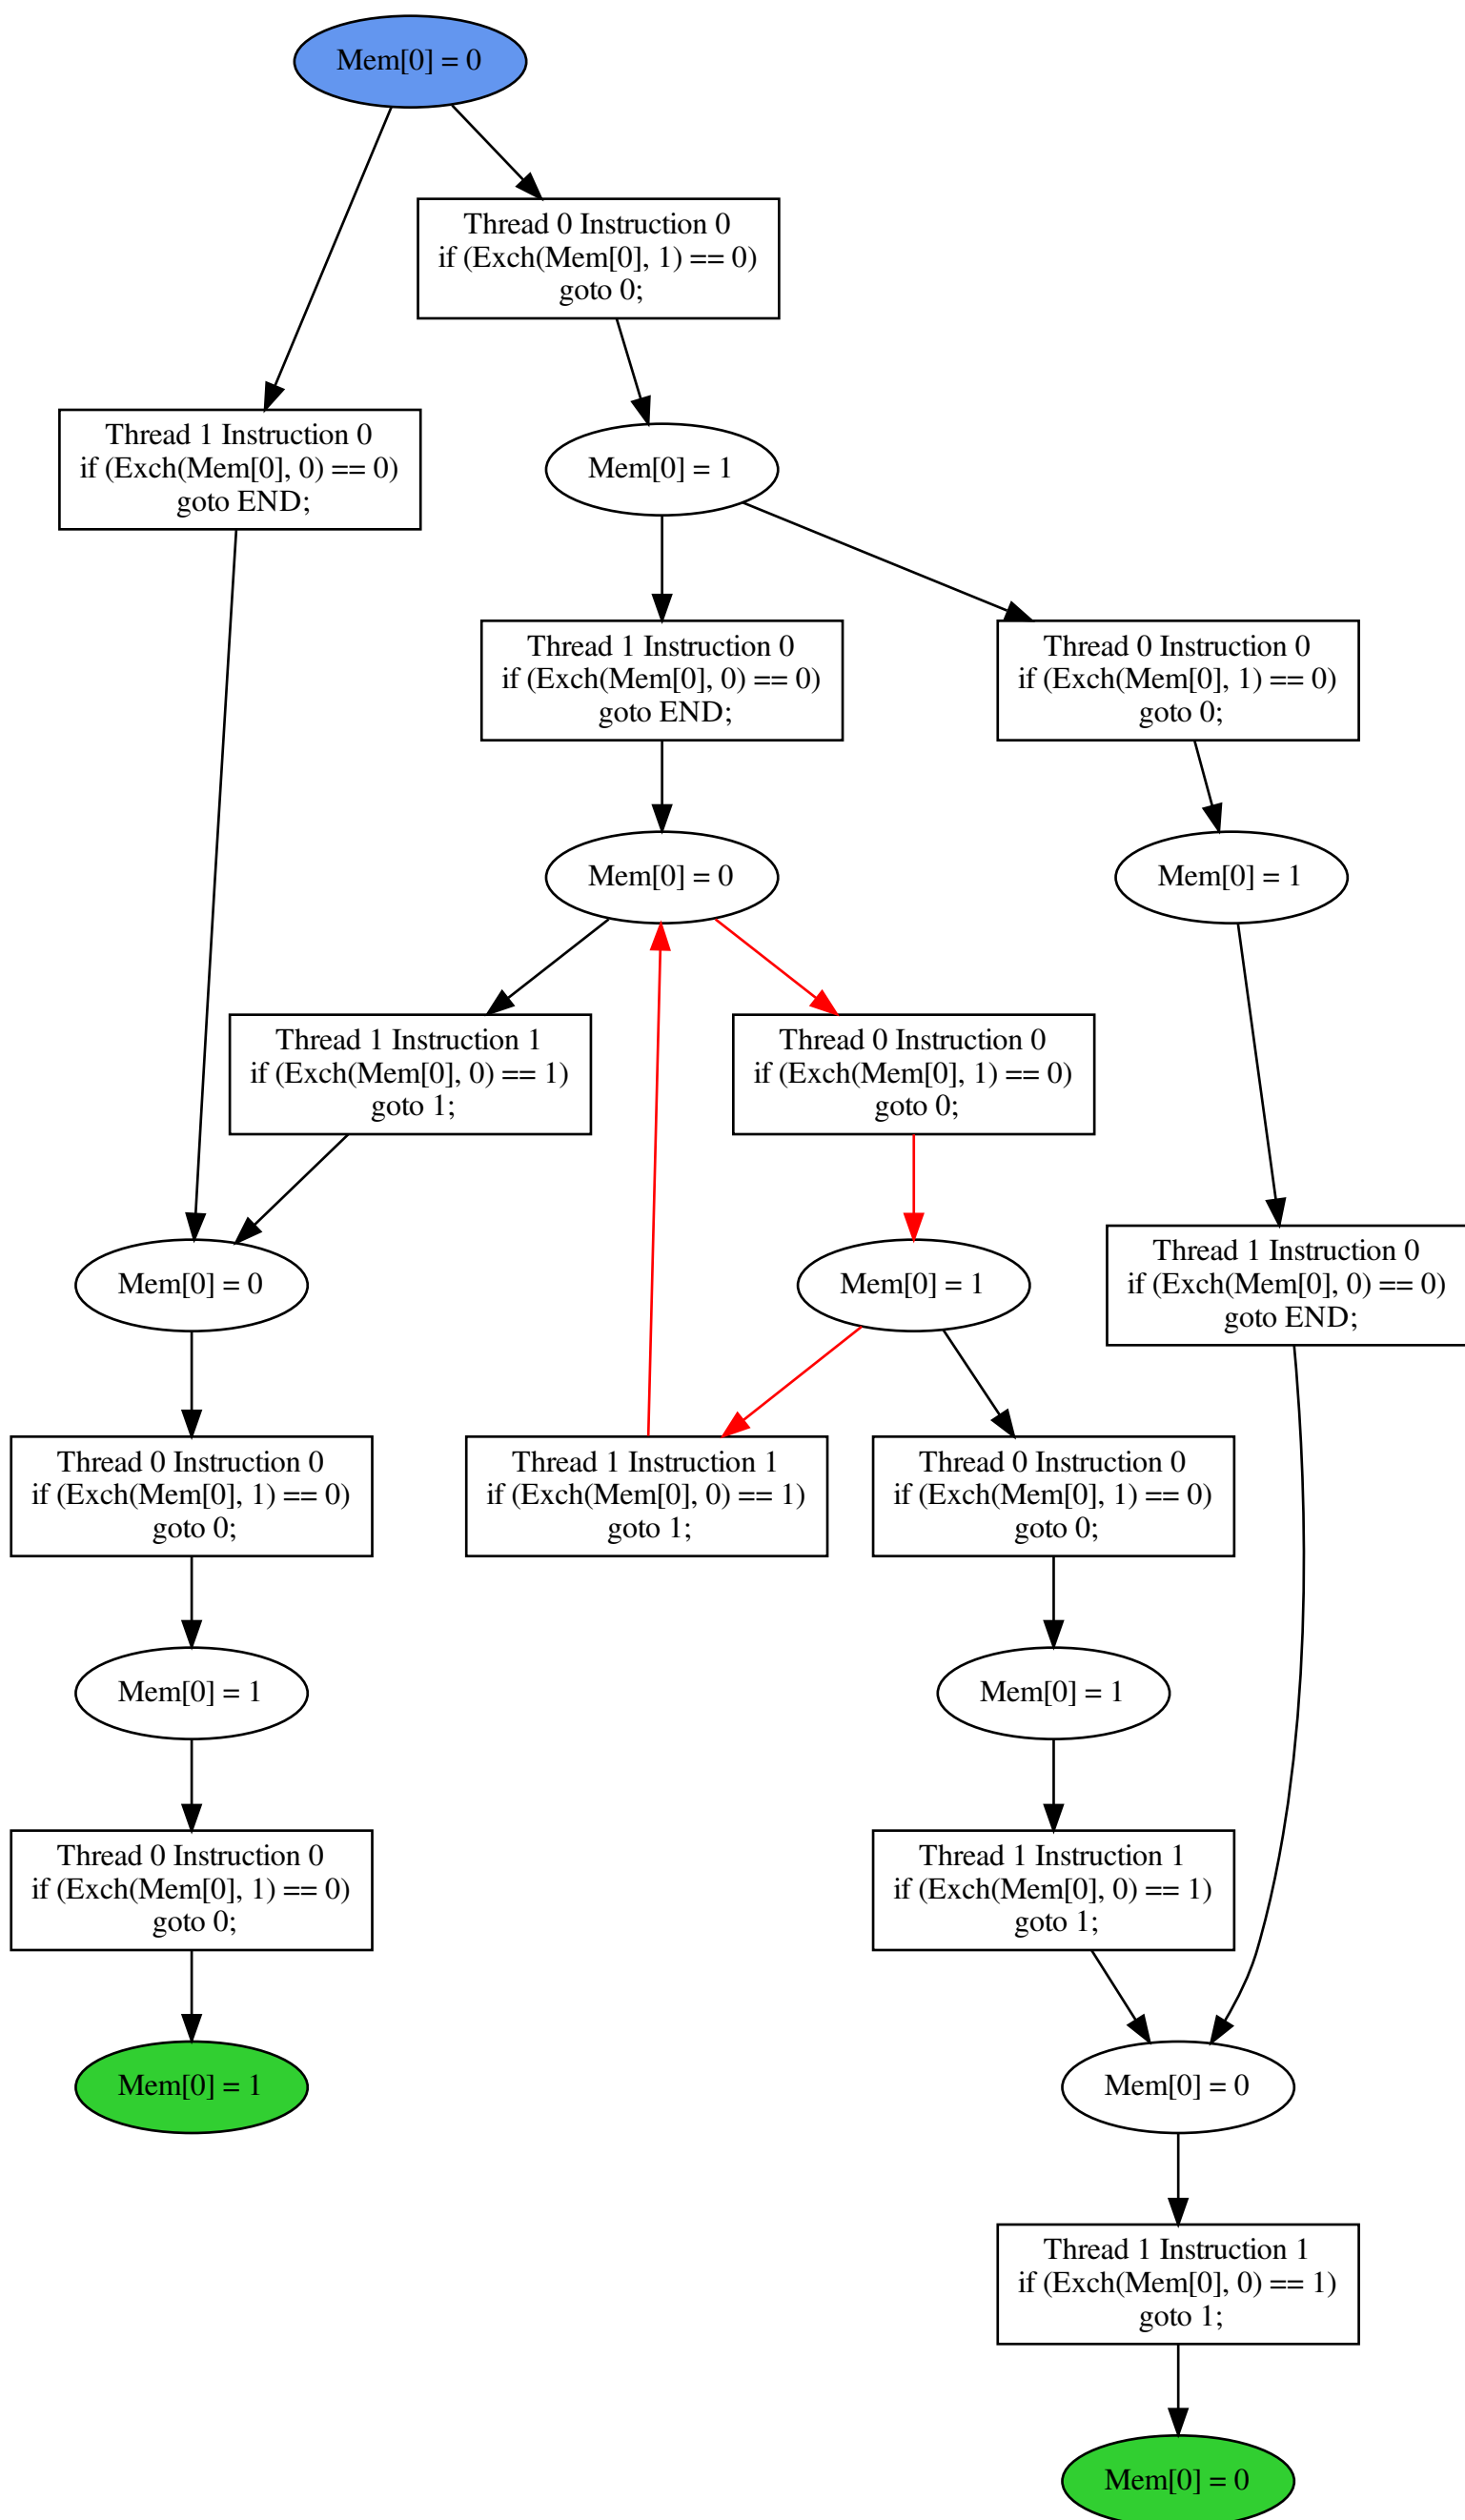 Mem[0] = 0
Thread 0 Instruction 0
if (Exch(Mem[0], 1) == 0)
goto 0;
Thread 1 Instruction 0
if (Exch(Mem[0], 0) == 0)
goto END;
Mem[0] = 1
Thread 1 Instruction 0
if (Exch(Mem[0], 0) == 0)
goto END;
Thread 0 Instruction 0
if (Exch(Mem[0], 1) == 0)
goto 0;
Mem[0] = 0
Mem[0] = 1
Thread 1 Instruction 1
if (Exch(Mem[0], 0) == 1)
goto 1;
Thread 0 Instruction 0
if (Exch(Mem[0], 1) == 0)
goto 0;
Mem[0] = 0
Mem[0] = 1
Thread 1 Instruction 0
if (Exch(Mem[0], 0) == 0)
goto END;
Thread 0 Instruction 0
if (Exch(Mem[0], 1) == 0)
goto 0;
Thread 1 Instruction 1
if (Exch(Mem[0], 0) == 1)
goto 1;
Thread 0 Instruction 0
if (Exch(Mem[0], 1) == 0)
goto 0;
Mem[0] = 1
Mem[0] = 1
Thread 0 Instruction 0
if (Exch(Mem[0], 1) == 0)
goto 0;
Thread 1 Instruction 1
if (Exch(Mem[0], 0) == 1)
goto 1;
Mem[0] = 1
Mem[0] = 0
Thread 1 Instruction 1
if (Exch(Mem[0], 0) == 1)
goto 1;
Mem[0] = 0